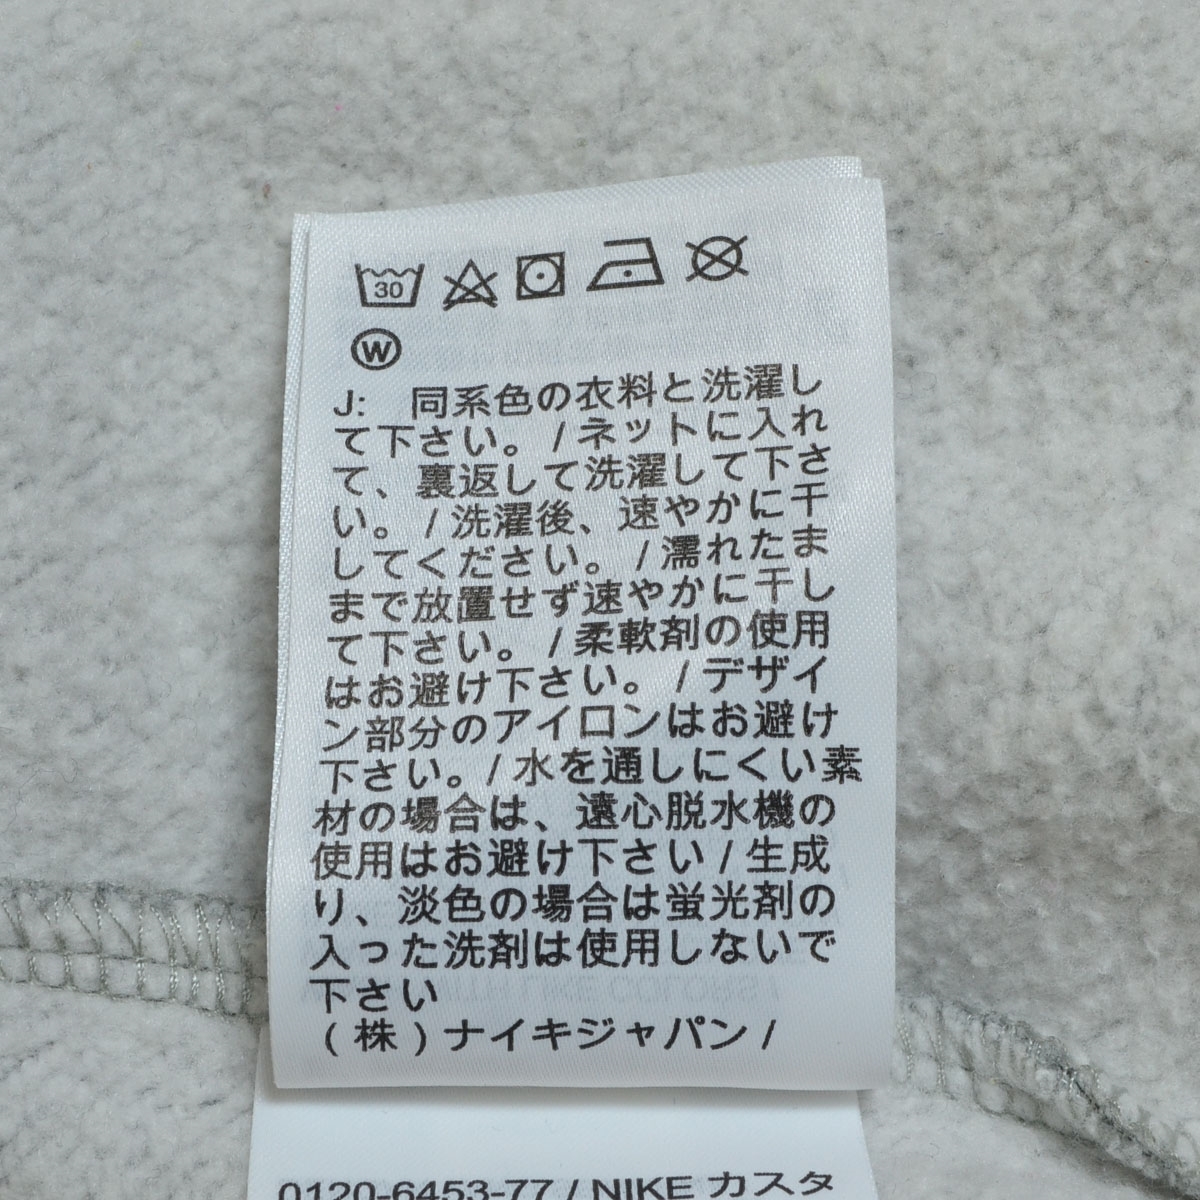 30
W
J: 同系色の衣料と洗濯し
て下さい。/ネットに入れ
て、裏返して洗濯して下さ
い。/洗濯後、速やかに干
してください。/濡れたま
まで放置せず速やかに干し
て下さい。/柔軟剤の使用
はお避け下さい。/デザイ
ン部分のアイロンはお避け
下さい。/水を通しにくい素
材の場合は、遠心脱水機の
使用はお避け下さい/生成
り、淡色の場合は蛍光剤の
入った洗剤は使用しないで
下さい
(株)ナイキジャパン/
0120-6453-77/NIKE カスタ